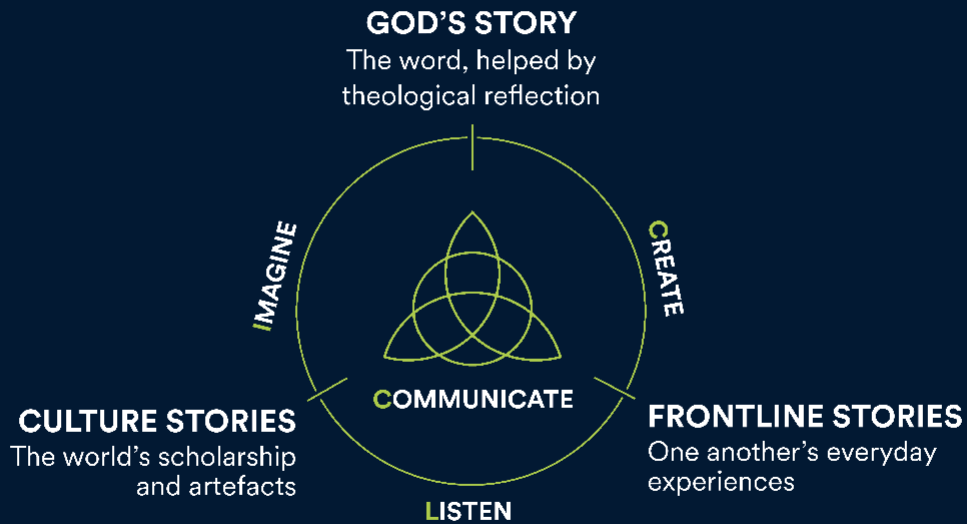 GOD'S STORY
The word, helped by
theological reflection
IMAGINE
CREATE
COMMUNICATE
CULTURE STORIES
The world's scholarship
and artefacts
FRONTLINE STORIES
One another's everyday
experiences
LISTEN